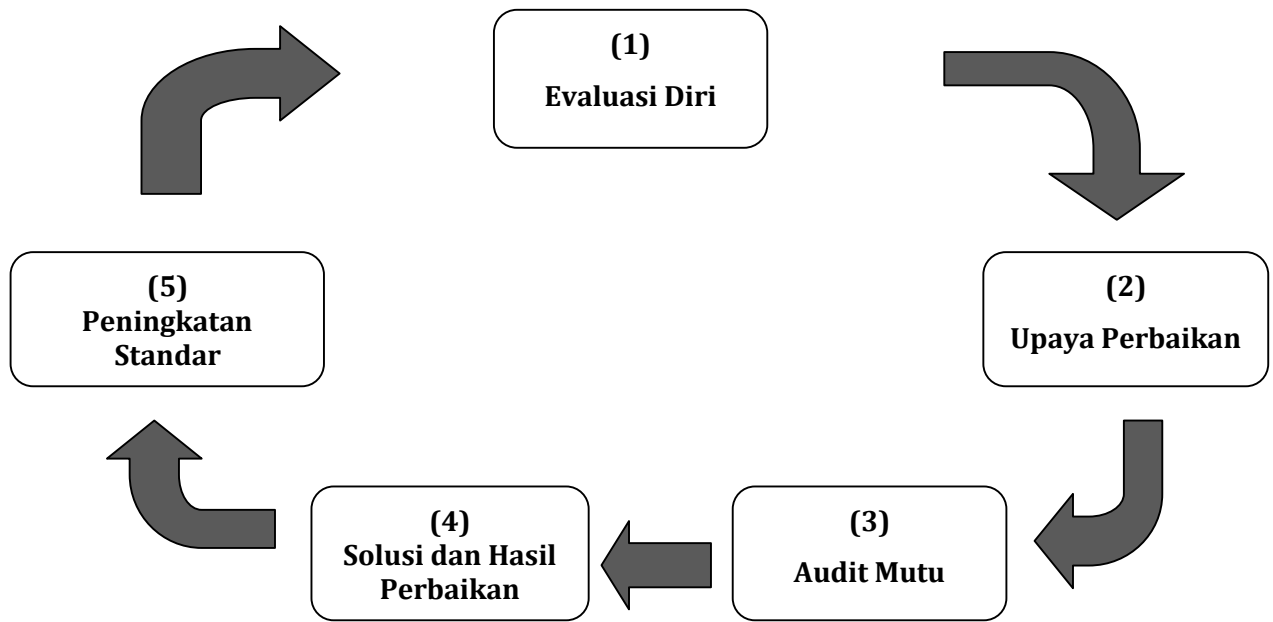 (1)
Evaluasi Diri
(2)
Upaya Perbaikan
(3)
Audit Mutu
(4)
Solusi dan Hasil
Perbaikan
(5)
Peningkatan
Standar